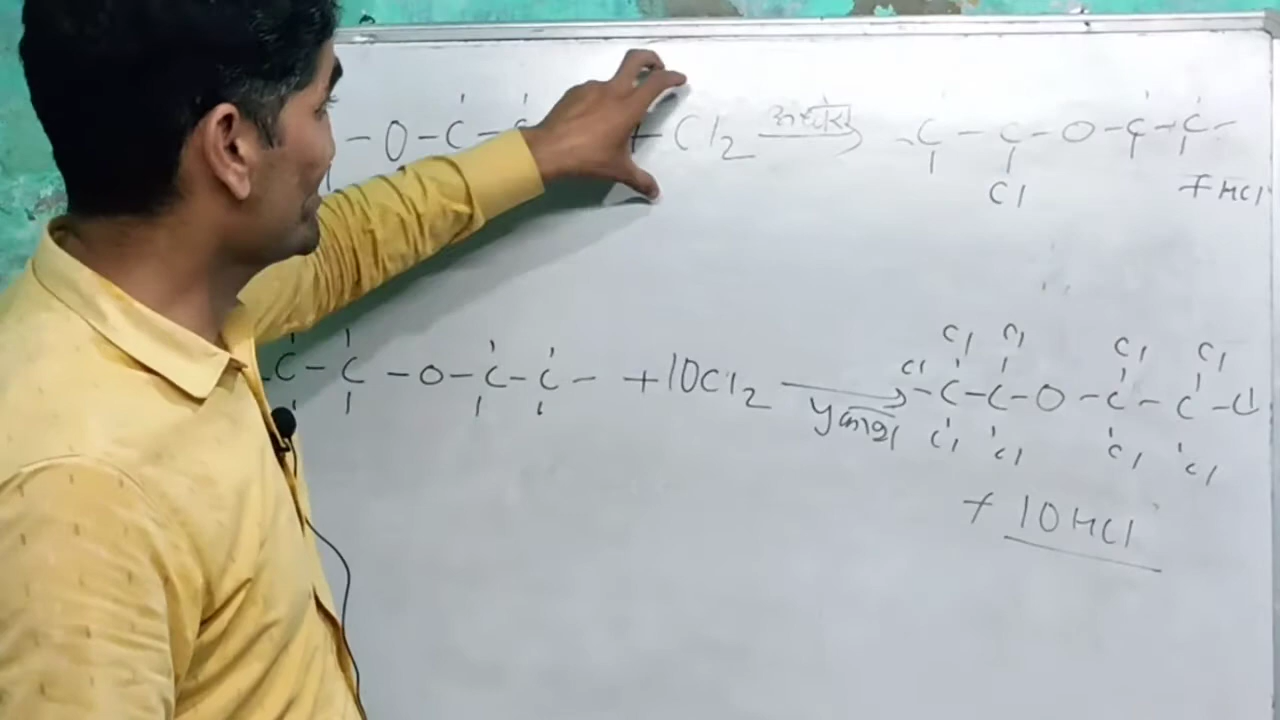 -O-C-C + Cl2 अंधेरा → -C-C-O-C-C-
Cl + HCl
Cl Cl Cl Cl
-C-C-O-C-C- + 10Cl2 → Cl-C-C-O-C-C-Cl
प्रकाश Cl Cl Cl Cl
+ 10HCl